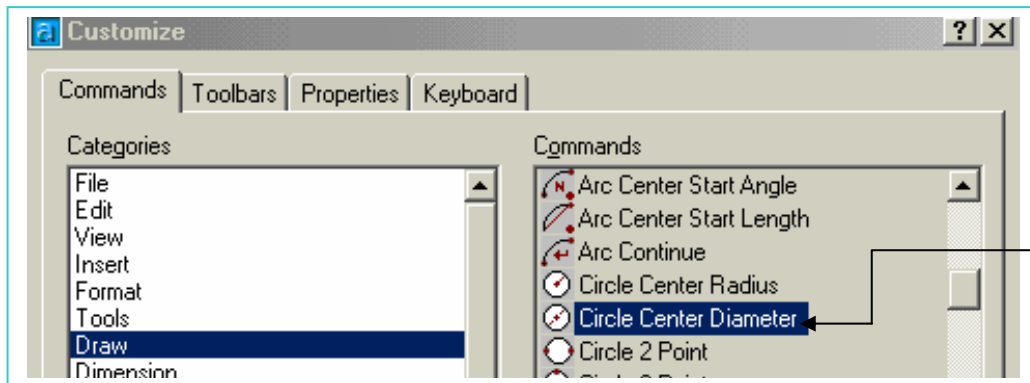 Customize
Commands Toolbars Properties Keyboard
Categories
File
Edit
View
Insert
Format
Tools
Draw
Dimension
Commands
Arc Center Start Angle
Arc Center Start Length
Arc Continue
Circle Center Radius
Circle Center Diameter
Circle 2 Point